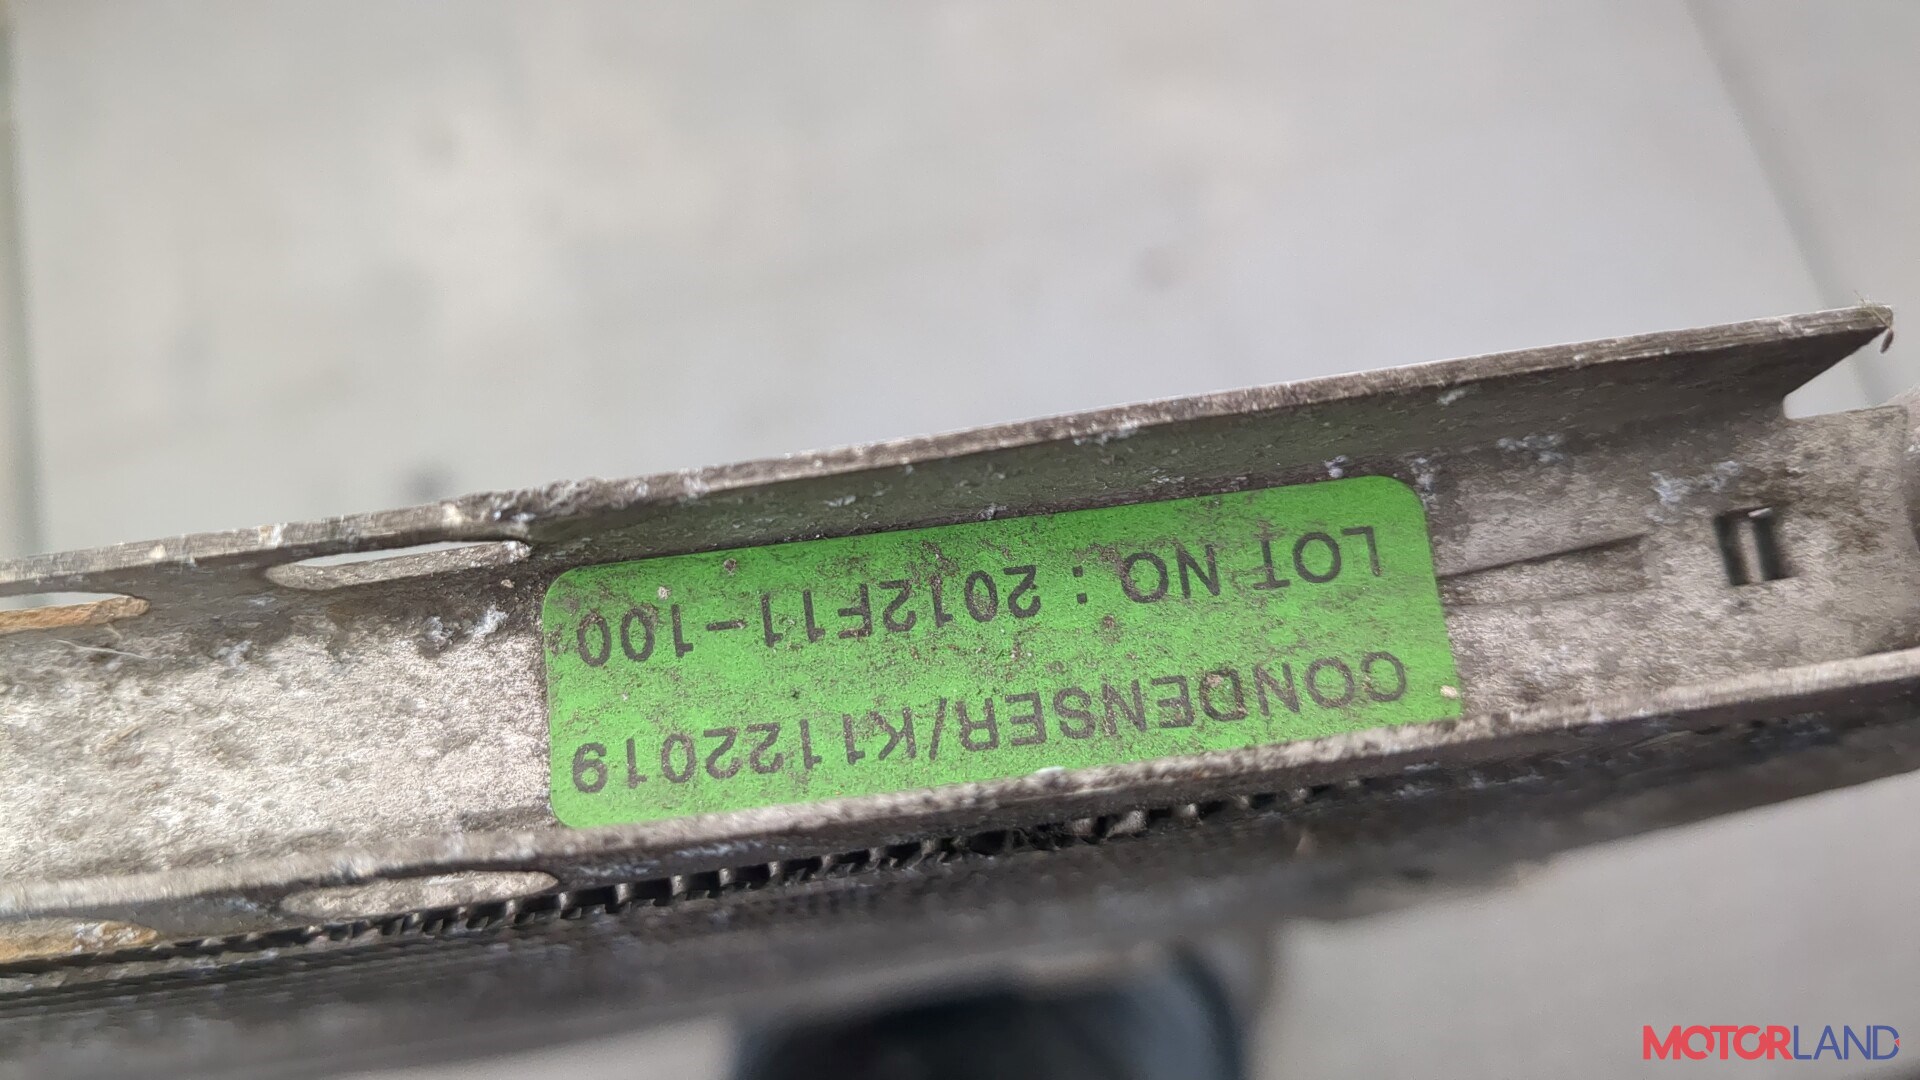 CONDENSER/K1122019
LOT NO : 2012F11-100
MOTORLAND